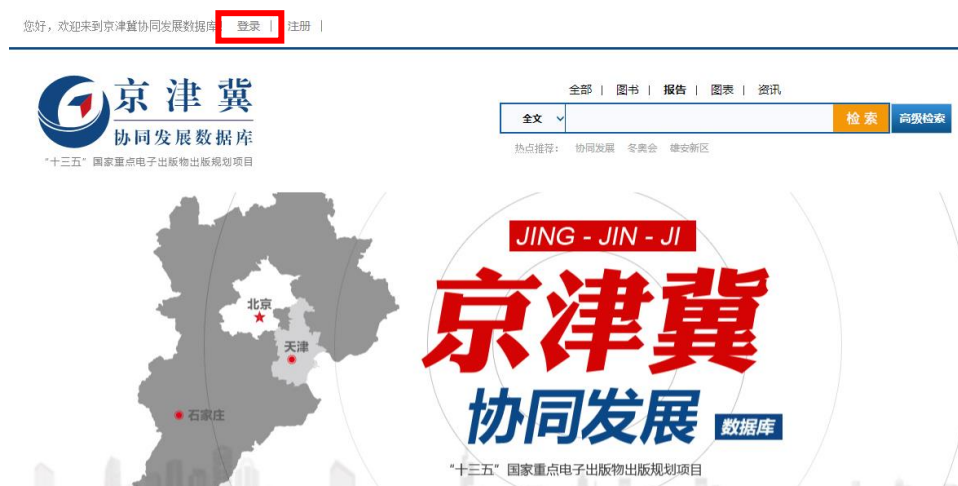 您好，欢迎来到京津冀协同发展数据库 登录 | 注册 |
全部 | 图书 | 报告 | 图表 | 资讯
京津冀
协同发展数据库
"十三五"国家重点电子出版物出版规划项目
全文 检索 高级检索
热点推荐： 协同发展 冬奥会 雄安新区
JING - JIN - JI
京津冀
协同发展 数据库
"十三五"国家重点电子出版物出版规划项目
北京
天津
石家庄